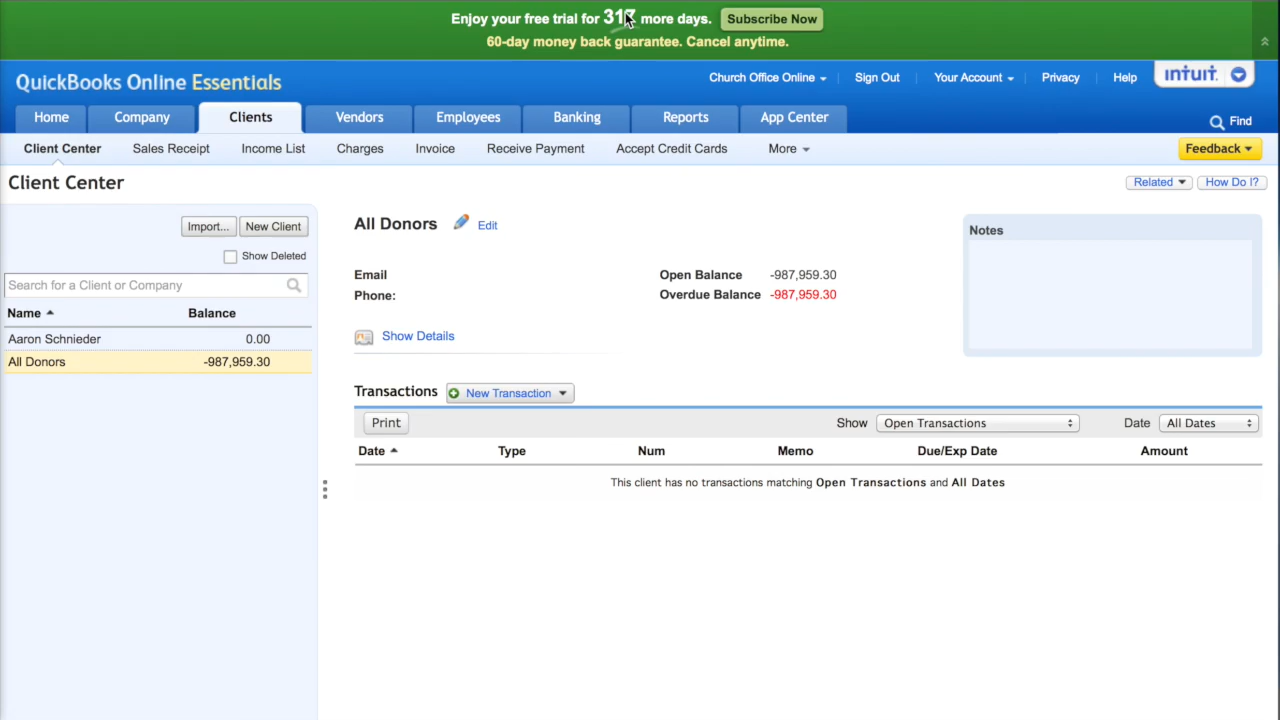 Enjoy your free trial for 317 more days. Subscribe Now
60-day money back guarantee. Cancel anytime.
QuickBooks Online Essentials
Church Office Online Sign Out Your Account Privacy Help intuit.
Home Company Clients Vendors Employees Banking Reports App Center Find
Client Center Sales Receipt Income List Charges Invoice Receive Payment Accept Credit Cards More Feedback
Client Center
Related How Do I?
Import... New Client
Show Deleted
Search for a Client or Company
Name Balance
Aaron Schnieder 0.00
All Donors -987,959.30
All Donors Edit
Email
Phone:
Open Balance -987,959.30
Overdue Balance -987,959.30
Show Details
Notes
Transactions New Transaction
Print Show Open Transactions Date All Dates
Date Type Num Memo Due/Exp Date Amount
This client has no transactions matching Open Transactions and All Dates